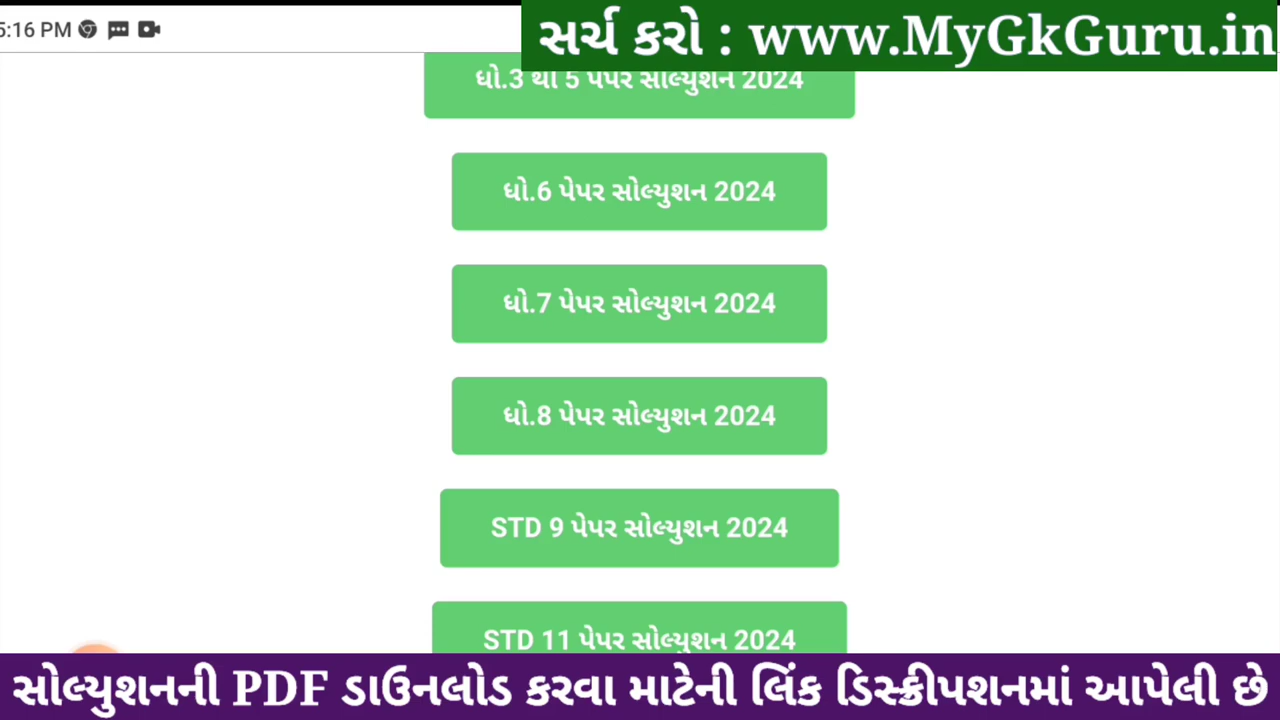 5:16 PM
સર્ચ કરો : www.MyGkGuru.in
ધો.3 થી 5 પેપર સોલ્યુશન 2024
ધો.6 પેપર સોલ્યુશન 2024
ધો.7 પેપર સોલ્યુશન 2024
ધો.8 પેપર સોલ્યુશન 2024
STD 9 પેપર સોલ્યુશન 2024
STD 11 પેપર સોલ્યુશન 2024
સોલ્યુશનની PDF ડાઉનલોડ કરવા માટેની લિંક ડિસ્ક્રીપશનમાં આપેલી છે